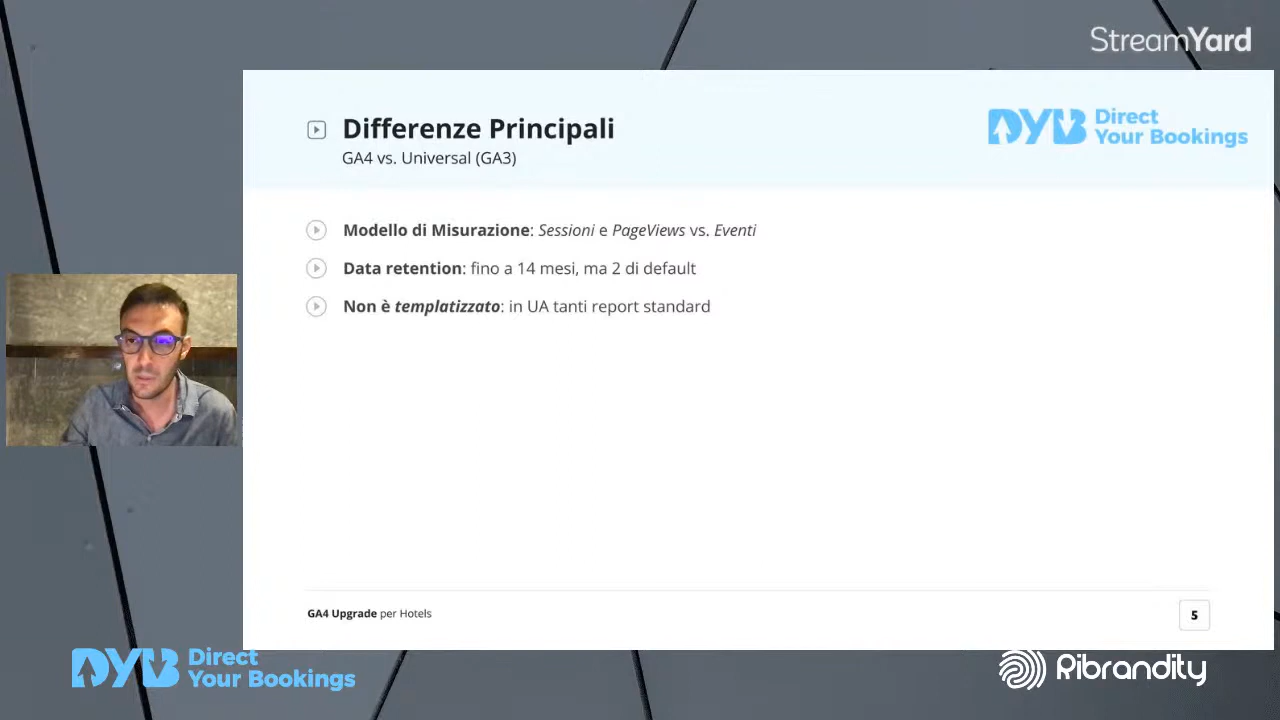 StreamYard
Differenze Principali
GA4 vs. Universal (GA3)
DYB Direct
Your Bookings
Modello di Misurazione: Sessioni e PageViews vs. Eventi
Data retention: fino a 14 mesi, ma 2 di default
Non è templatizzato: in UA tanti report standard
GA4 Upgrade per Hotels
5
DYB Direct
Your Bookings
Ribrandity